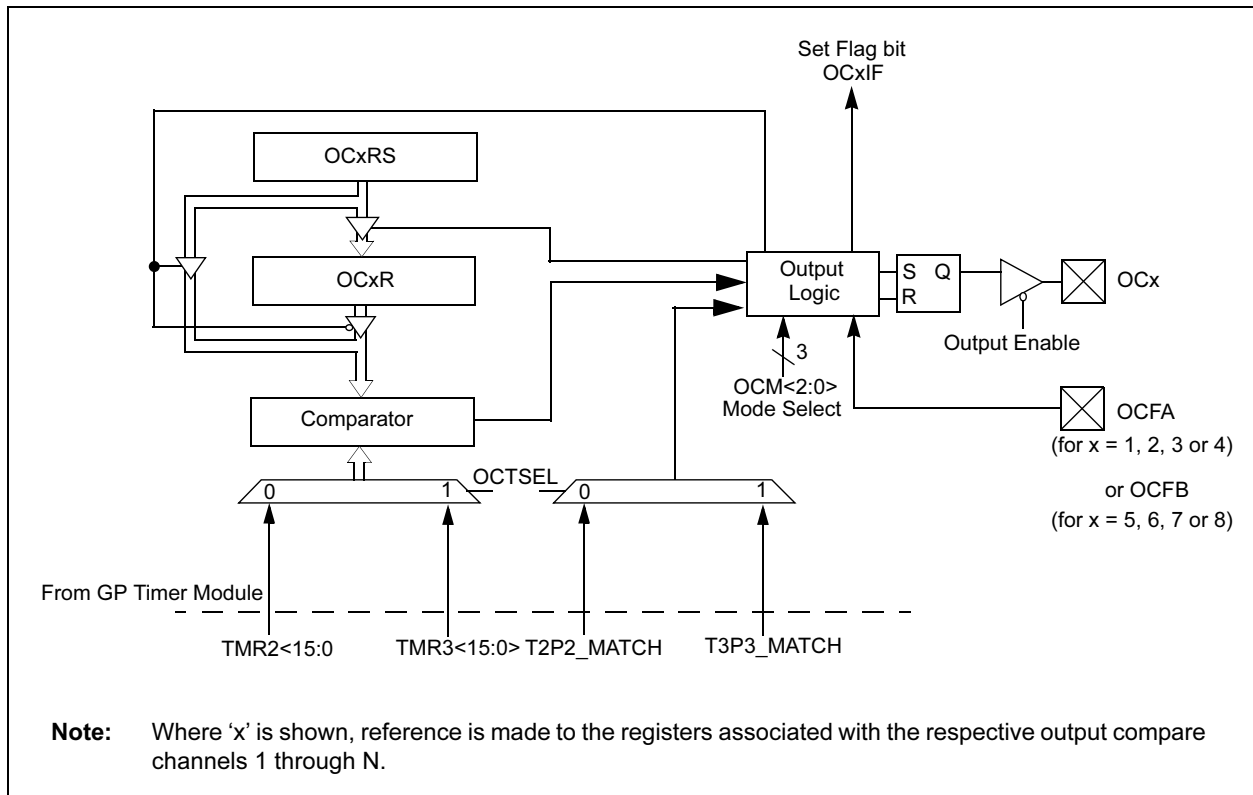 Set Flag bit
OCxIF
OCxRS
OCxR
Output
Logic
S Q
R
OCx
Output Enable
3
OCM<2:0>
Mode Select
Comparator
OCFA
(for x = 1, 2, 3 or 4)
or OCFB
(for x = 5, 6, 7 or 8)
OCTSEL
0 1
0 1
From GP Timer Module
TMR2<15:0 TMR3<15:0> T2P2_MATCH T3P3_MATCH
Note: Where ‘x’ is shown, reference is made to the registers associated with the respective output compare
channels 1 through N.